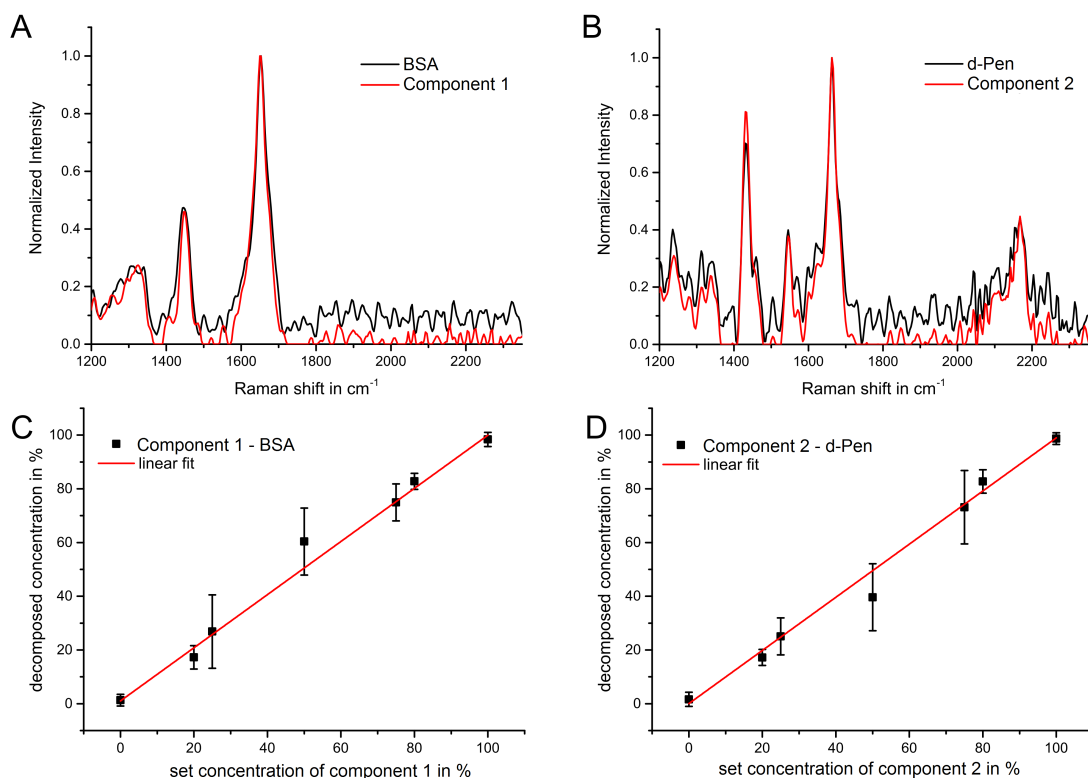 A
BSA
Component 1
Normalized Intensity
1.0
0.8
0.6
0.4
0.2
0.0
1200 1400 1600 1800 2000 2200
Raman shift in cm-1
B
d-Pen
Component 2
Normalized Intensity
1.0
0.8
0.6
0.4
0.2
0.0
1200 1400 1600 1800 2000 2200
Raman shift in cm-1
C
Component 1 - BSA
linear fit
decomposed concentration in %
100
80
60
40
20
0
0 20 40 60 80 100
set concentration of component 1 in %
D
Component 2 - d-Pen
linear fit
decomposed concentration in %
100
80
60
40
20
0
0 20 40 60 80 100
set concentration of component 2 in %